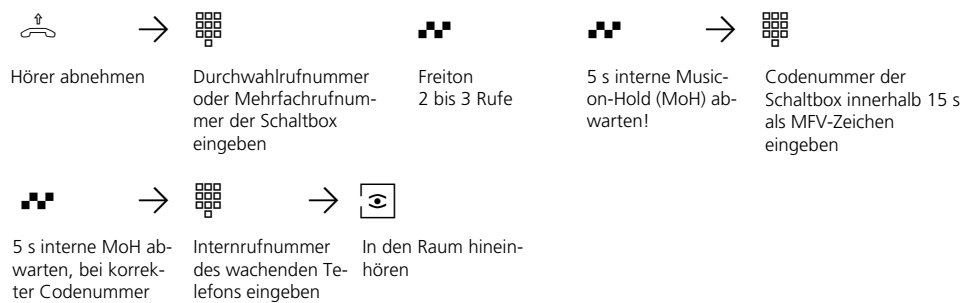 Hörer abnehmen
Durchwahlrufnummer
oder Mehrfachrufnum-
mer der Schaltbox
eingeben
Freiton
2 bis 3 Rufe
5 s interne Music-
on-Hold (MoH) ab-
warten!
Codenummer der
Schaltbox innerhalb 15 s
als MFV-Zeichen
eingeben
5 s interne MoH ab-
warten, bei korrek-
ter Codenummer
Internrufnummer
des wachenden Te-
lefons eingeben
In den Raum hinein-
hören